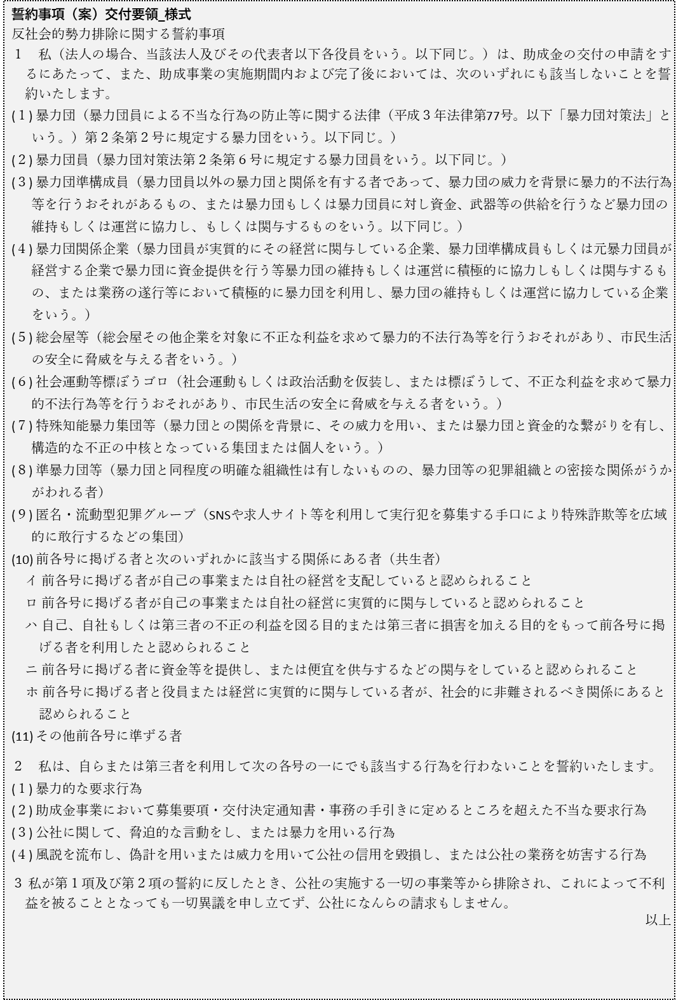 誓約事項（案）交付要領_様式
反社会的勢力排除に関する誓約事項
１　私（法人の場合、当該法人及びその代表者以下各役員をいう。以下同じ。）は、助成金の交付の申請をす
るにあたって、また、助成事業の実施期間内および完了後においては、次のいずれにも該当しないことを誓
約いたします。
(１)暴力団（暴力団員による不当な行為の防止等に関する法律（平成３年法律第77号。以下「暴力団対策法」と
いう。）第２条第２号に規定する暴力団をいう。以下同じ。）
(２)暴力団員（暴力団対策法第２条第６号に規定する暴力団員をいう。以下同じ。）
(３)暴力団準構成員（暴力団員以外の暴力団と関係を有する者であって、暴力団の威力を背景に暴力的不法行為
等を行うおそれがあるもの、または暴力団もしくは暴力団員に対し資金、武器等の供給を行うなど暴力団の
維持もしくは運営に協力し、もしくは関与するものをいう。以下同じ。）
(４)暴力団関係企業（暴力団員が実質的にその経営に関与している企業、暴力団準構成員もしくは元暴力団員が
経営する企業で暴力団に資金提供を行う等暴力団の維持もしくは運営に積極的に協力しもしくは関与するも
の、または業務の遂行等において積極的に暴力団を利用し、暴力団の維持もしくは運営に協力している企業
をいう。）
(５)総会屋等（総会屋その他企業を対象に不正な利益を求めて暴力的不法行為等を行うおそれがあり、市民生活
の安全に脅威を与える者をいう。）
(６)社会運動等標ぼうゴロ（社会運動もしくは政治活動を仮装し、または標ぼうして、不正な利益を求めて暴力
的不法行為等を行うおそれがあり、市民生活の安全に脅威を与える者をいう。）
(７)特殊知能暴力集団等（暴力団との関係を背景に、その威力を用い、または暴力団と資金的な繋がりを有し、
構造的な不正の中核となっている集団または個人をいう。）
(８)準暴力団等（暴力団と同程度の明確な組織性は有しないものの、暴力団等の犯罪組織との密接な関係がうか
がわれる者）
(９)匿名・流動型犯罪グループ（SNSや求人サイト等を利用して実行犯を募集する手口により特殊詐欺等を広域
的に敢行するなどの集団）
(10)前各号に掲げる者と次のいずれかに該当する関係にある者（共生者）
イ 前各号に掲げる者が自己の事業または自社の経営を支配していると認められること
ロ 前各号に掲げる者が自己の事業または自社の経営に実質的に関与していると認められること
ハ 自己、自社もしくは第三者の不正の利益を図る目的または第三者に損害を加える目的をもって前各号に掲
げる者を利用したと認められること
ニ 前各号に掲げる者に資金等を提供し、または便宜を供与するなどの関与をしていると認められること
ホ 前各号に掲げる者と役員または経営に実質的に関与している者が、社会的に非難されるべき関係にあると
認められること
(11)その他前各号に準ずる者
２　私は、自らまたは第三者を利用して次の各号の一にでも該当する行為を行わないことを誓約いたします。
(１)暴力的な要求行為
(２)助成金事業において募集要項・交付決定通知書・事務の手引きに定めるところを超えた不当な要求行為
(３)公社に関して、脅迫的な言動をし、または暴力を用いる行為
(４)風説を流布し、偽計を用いまたは威力を用いて公社の信用を毀損し、または公社の業務を妨害する行為
３ 私が第１項及び第２項の誓約に反したとき、公社の実施する一切の事業等から排除され、これによって不利
益を被ることとなっても一切異議を申し立てず、公社になんらの請求もしません。
以上